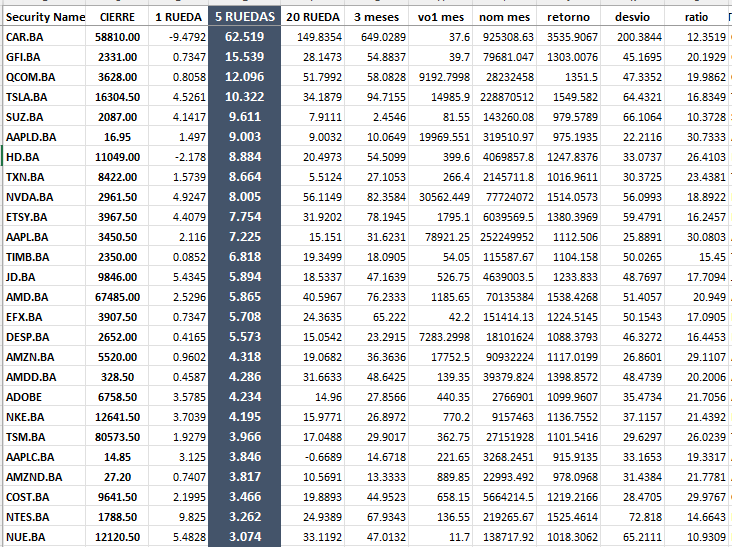 Security Name CIERRE 1 RUEDA 5 RUEDAS 20 RUEDA 3 meses vo1 mes nom mes retorno desvio ratio
CAR.BA 58810.00 -9.4792 62.519 149.8354 649.0289 37.6 925308.63 3535.9067 200.3844 12.3519
GFI.BA 2331.00 0.7347 15.539 28.1473 54.8837 39.7 79681.047 1303.0076 45.1695 20.1929
QCOM.BA 3628.00 0.8058 12.096 51.7992 58.0828 9192.7998 28232458 1351.5 47.3352 19.9862
TSLA.BA 16304.50 4.5261 10.322 34.1879 94.7155 14985.9 228870512 1549.582 64.4321 16.8349
SUZ.BA 2087.00 4.1417 9.611 7.9111 2.4546 81.55 143260.08 979.5789 66.1064 10.3728
AAPLD.BA 16.95 1.497 9.003 9.0032 10.0649 19969.551 319510.97 975.1935 22.2116 30.7333
HD.BA 11049.00 -2.178 8.884 20.4973 54.5099 399.6 4069857.8 1247.8376 33.0737 26.4103
TXN.BA 8422.00 1.5739 8.664 5.5124 27.1053 266.4 2145711.8 1016.9611 30.3725 23.4381
NVDA.BA 2961.50 4.9247 8.005 56.1149 82.3584 30562.449 77724072 1514.0573 56.0993 18.8922
ETSY.BA 3967.50 4.4079 7.754 31.9202 78.1945 1795.1 6039569.5 1380.3969 59.4791 16.2457
AAPL.BA 3450.50 2.116 7.225 15.151 31.6231 78921.25 252249952 1112.506 25.8891 30.0803
TIMB.BA 2350.00 0.0852 6.818 19.3499 18.0905 54.05 115587.67 1104.158 50.0265 15.45
JD.BA 9846.00 5.4345 5.894 18.5337 47.1639 526.75 4639003.5 1233.833 48.7697 17.7094
AMD.BA 67485.00 2.5296 5.865 40.5967 76.2333 1185.65 70135384 1538.4268 51.4057 20.949
EFX.BA 3907.50 0.7347 5.708 24.3635 65.222 42.2 151414.13 1224.5145 50.1543 17.0905
DESP.BA 2652.00 0.4165 5.573 15.0542 23.2915 7283.2998 18101624 1088.3793 46.3272 16.4453
AMZN.BA 5520.00 0.9602 4.318 19.0682 36.3636 17752.5 90932224 1117.0199 26.8601 29.1107
AMDD.BA 328.50 0.4587 4.286 31.6633 48.6425 139.35 39379.824 1398.8572 48.4739 20.2006
ADOBE 6758.50 3.5785 4.234 14.96 27.8566 440.35 2766901 1099.9607 35.4734 21.7056
NKE.BA 12641.50 3.7039 4.195 15.9771 26.8972 770.2 9157463 1136.7552 37.1157 21.4392
TSM.BA 80573.50 1.9279 3.966 17.0488 29.9017 362.75 27151928 1101.5416 29.6297 26.0239
AAPLC.BA 14.85 3.125 3.846 -0.6689 14.6718 221.65 3268.2451 915.9135 33.1653 19.3317
AMZND.BA 27.20 0.7407 3.817 10.5691 13.3333 889.85 22993.492 978.0968 31.4384 21.7781
COST.BA 9641.50 2.1995 3.466 19.8893 44.9523 658.15 5664214.5 1219.2166 28.4705 29.9767
NTES.BA 1788.50 9.825 3.262 24.9389 67.9343 136.55 219265.67 1525.4614 72.818 14.6643
NUE.BA 12120.50 5.4828 3.074 33.1192 47.0132 11.7 138717.92 1018.3062 65.2111 10.9309